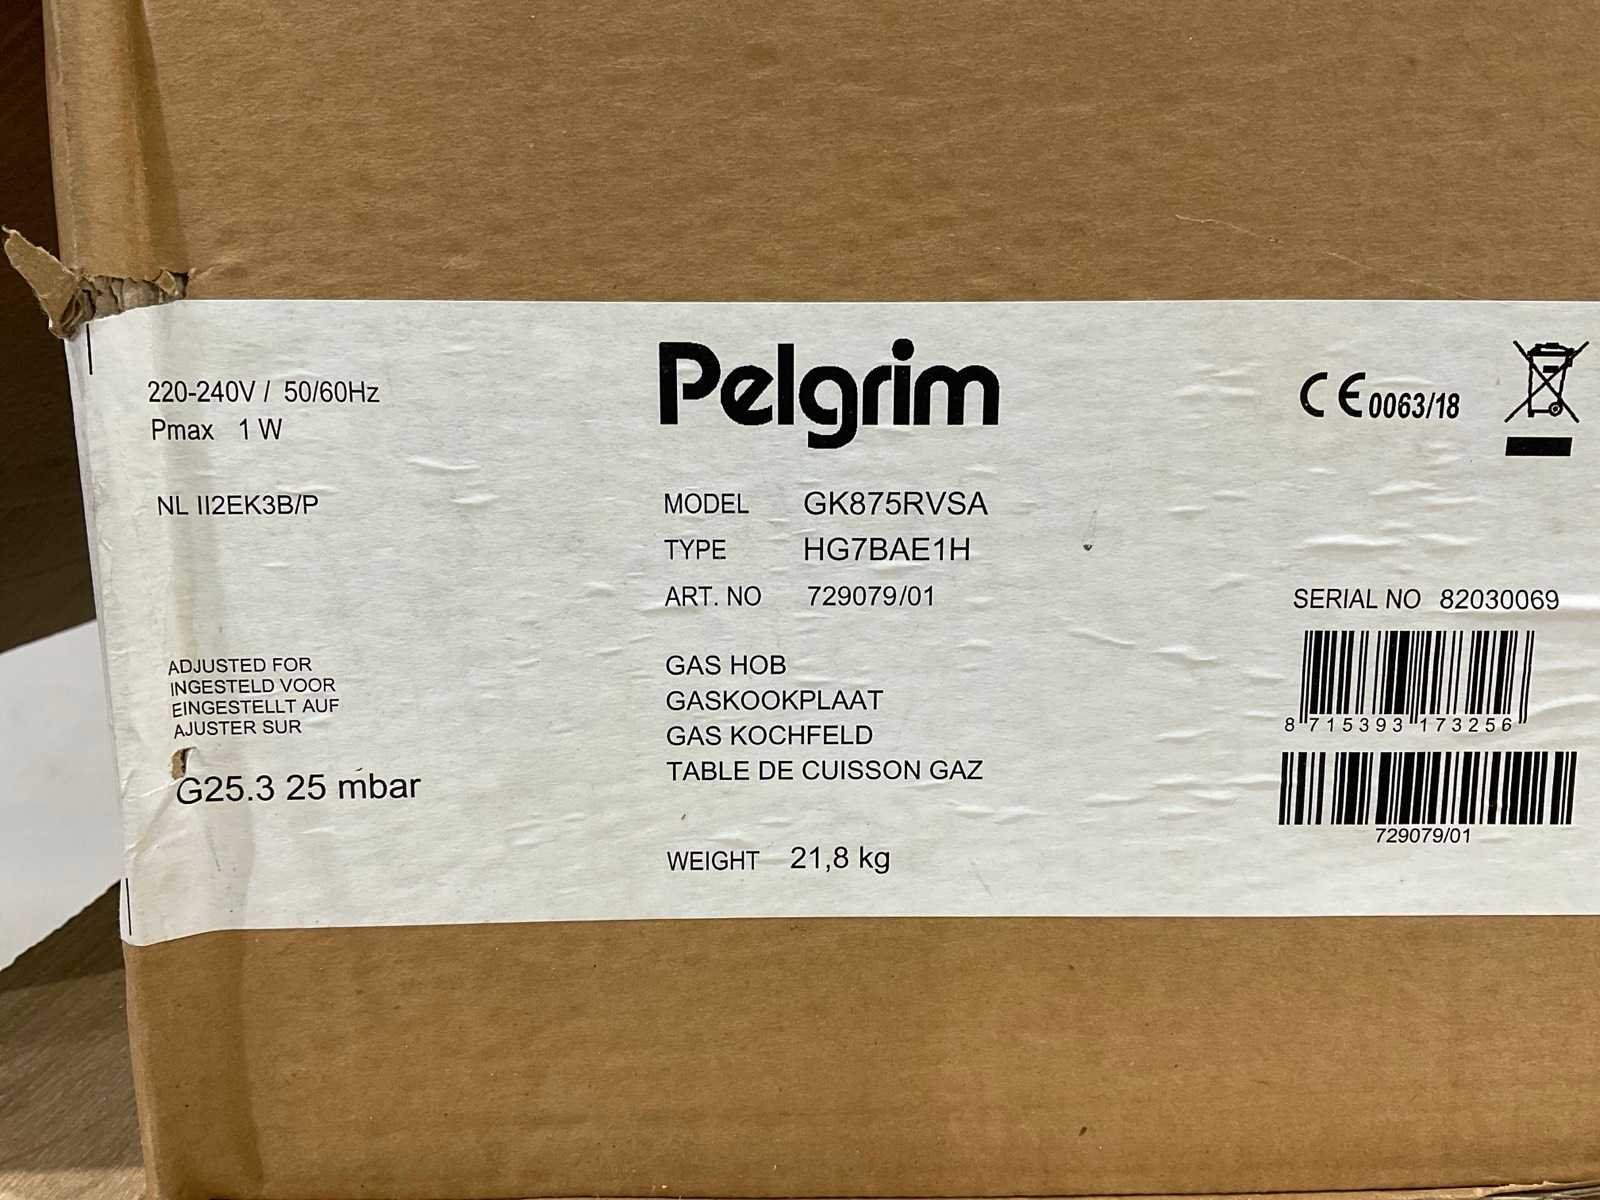 220-240V / 50/60Hz
Pmax 1 W
NL II2EK3B/P
ADJUSTED FOR
INGESTELD VOOR
EINGESTELLT AUF
AJUSTER SUR
G25.3 25 mbar
Pelgrim
MODEL GK875RVSA
TYPE HG7BAE1H
ART. NO 729079/01
GAS HOB
GASKOOKPLAAT
GAS KOCHFELD
TABLE DE CUISSON GAZ
WEIGHT 21,8 kg
CE 0063/18
SERIAL NO 82030069
8 715393 173256
729079/01